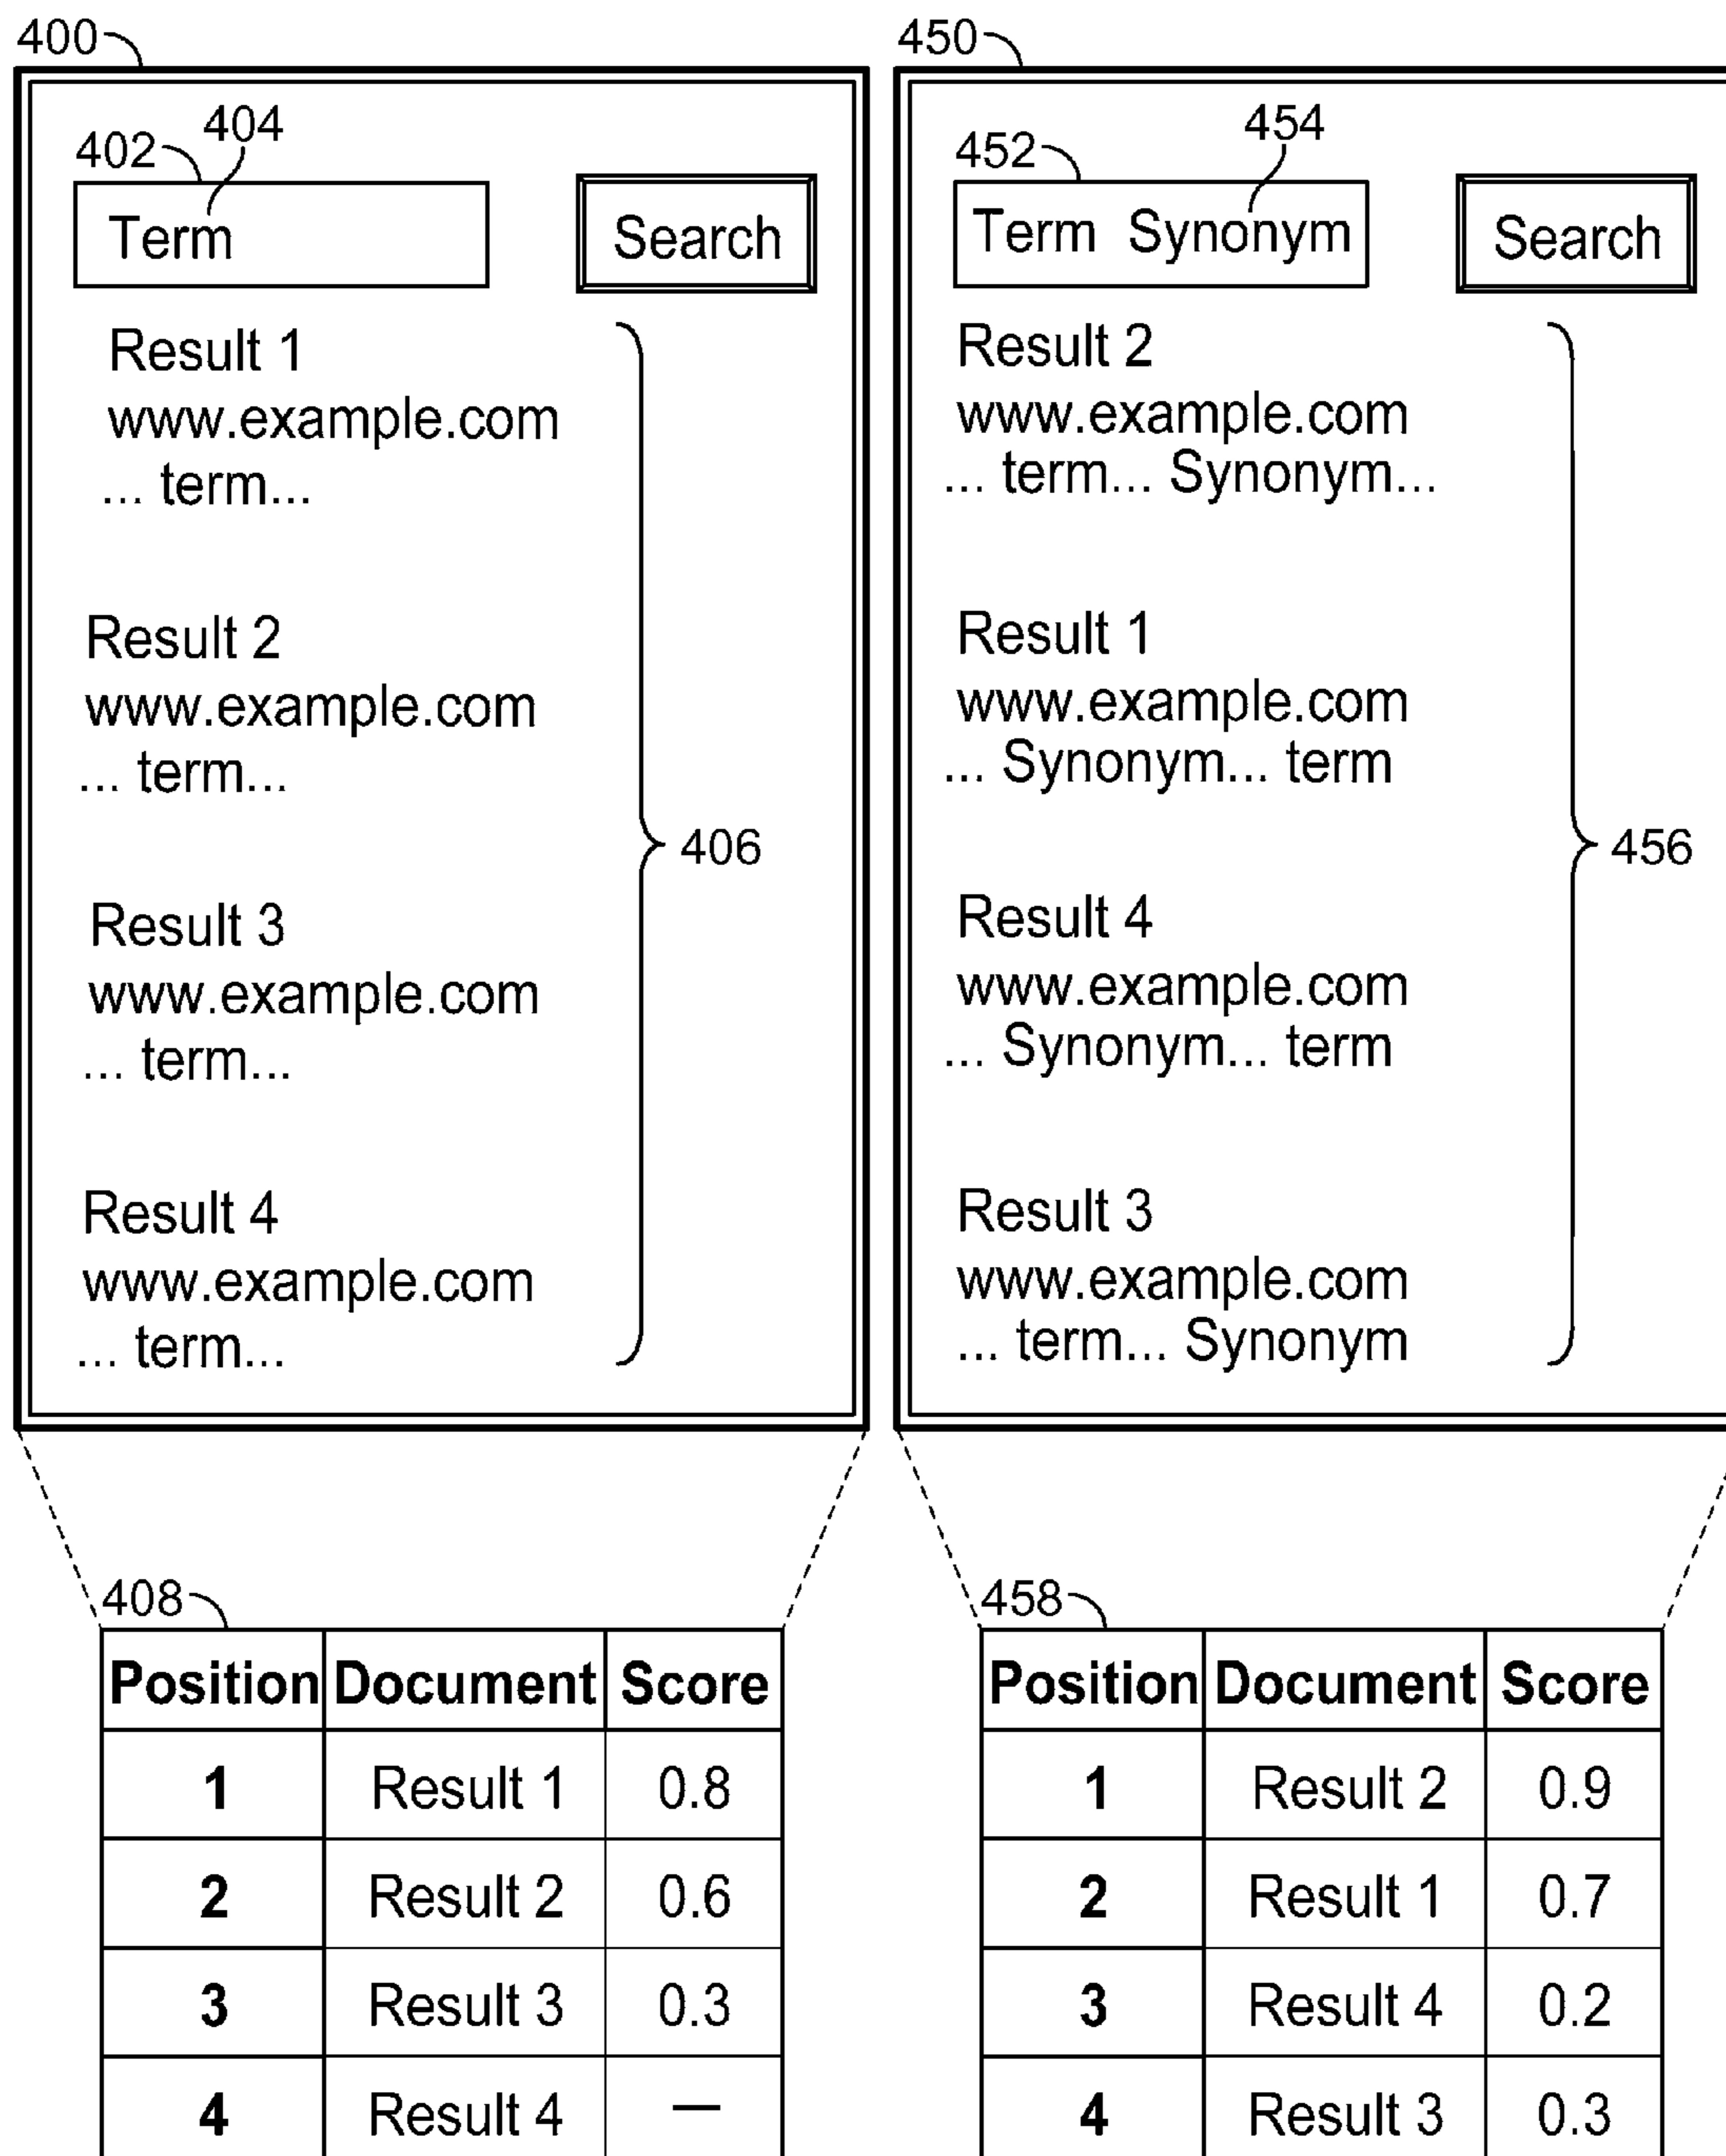 400
402
404
Term
Search
Result 1
www.example.com
... term...
Result 2
www.example.com
... term...
Result 3
www.example.com
... term...
Result 4
www.example.com
... term...
406
408
Position Document Score
1 Result 1 0.8
2 Result 2 0.6
3 Result 3 0.3
4 Result 4 —
450
452
454
Term Synonym
Search
Result 2
www.example.com
... term... Synonym...
Result 1
www.example.com
... Synonym... term
Result 4
www.example.com
... Synonym... term
Result 3
www.example.com
... term... Synonym
456
458
Position Document Score
1 Result 2 0.9
2 Result 1 0.7
3 Result 4 0.2
4 Result 3 0.3